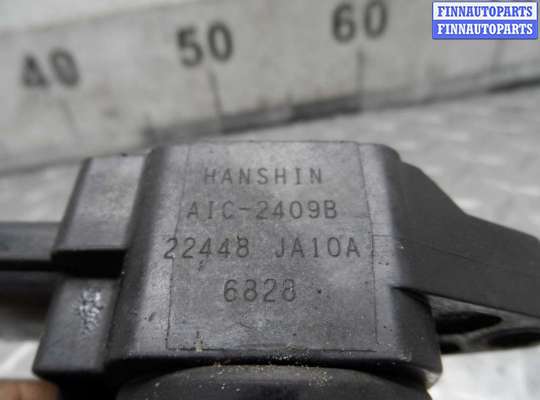 FINNAUTOPARTS
FINNAUTOPARTS
40 50 60
HANSHIN
AIC-2409B
22448 JA10A
6828